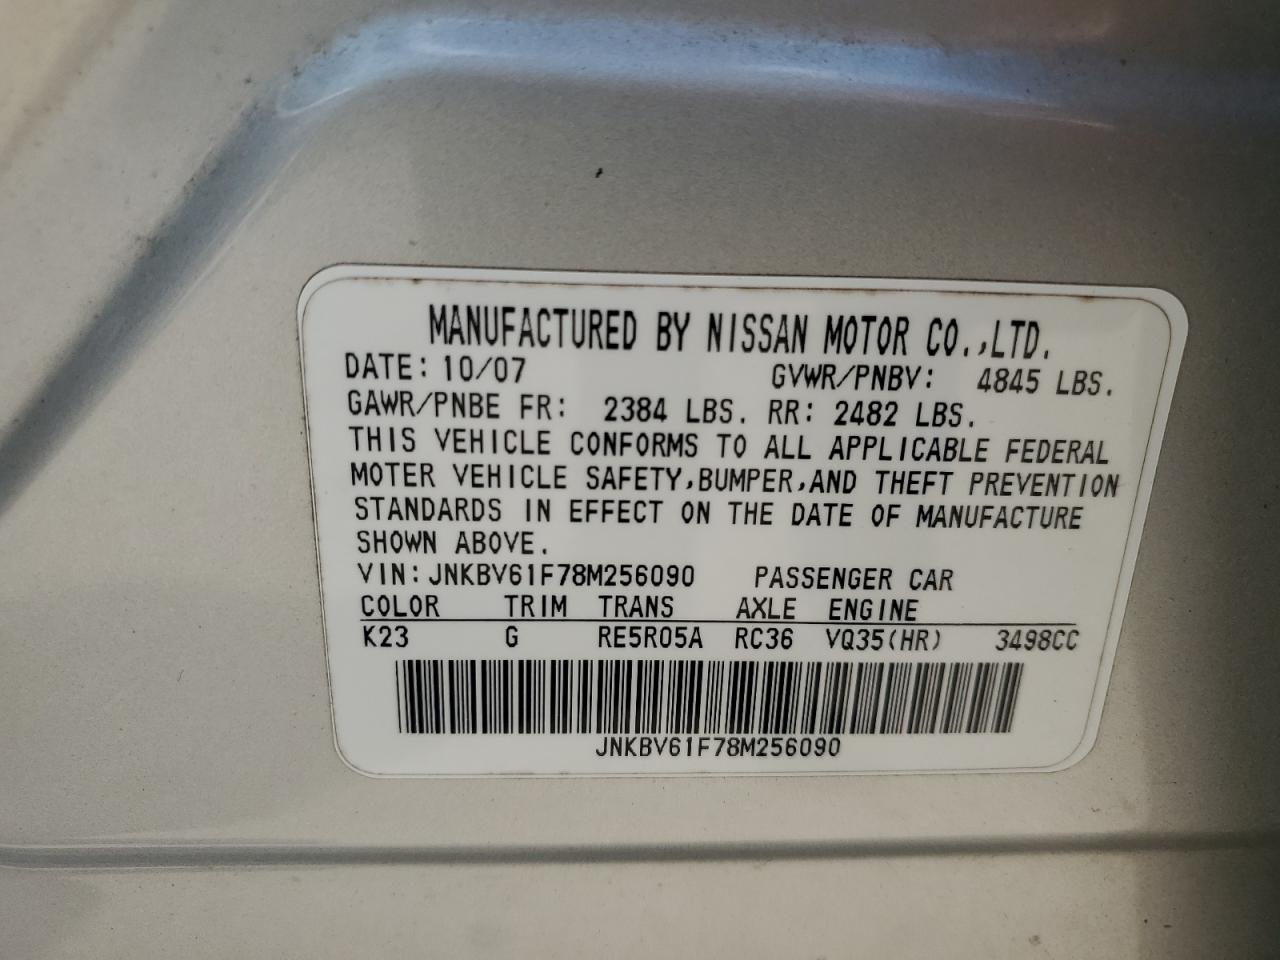 MANUFACTURED BY NISSAN MOTOR CO.,LTD.
DATE: 10/07 GVWR/PNBV: 4845 LBS.
GAWR/PNBE FR: 2384 LBS. RR: 2482 LBS.
THIS VEHICLE CONFORMS TO ALL APPLICABLE FEDERAL
MOTER VEHICLE SAFETY,BUMPER,AND THEFT PREVENTION
STANDARDS IN EFFECT ON THE DATE OF MANUFACTURE
SHOWN ABOVE.
VIN: JNKBV61F78M256090 PASSENGER CAR
COLOR TRIM TRANS AXLE ENGINE
K23 G RE5R05A RC36 VQ35(HR) 3498CC
JNKBV61F78M256090